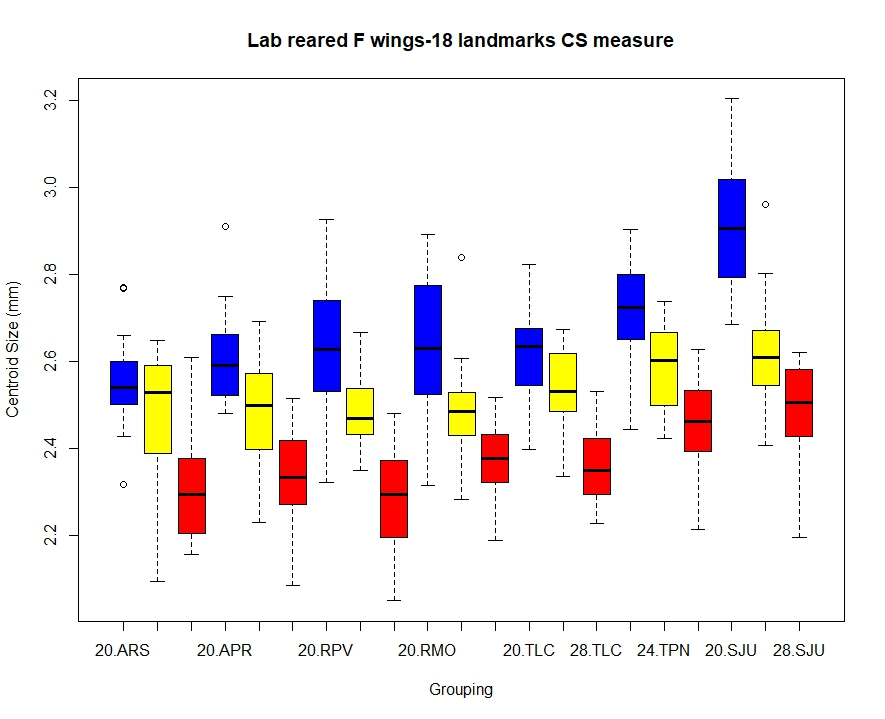 Lab reared F wings-18 landmarks CS measure
3.2
3.0
2.8
2.6
2.4
2.2
Centroid Size (mm)
20.ARS 20.APR 20.RPV 20.RMO 20.TLC 28.TLC 24.TPN 20.SJU 28.SJU
Grouping